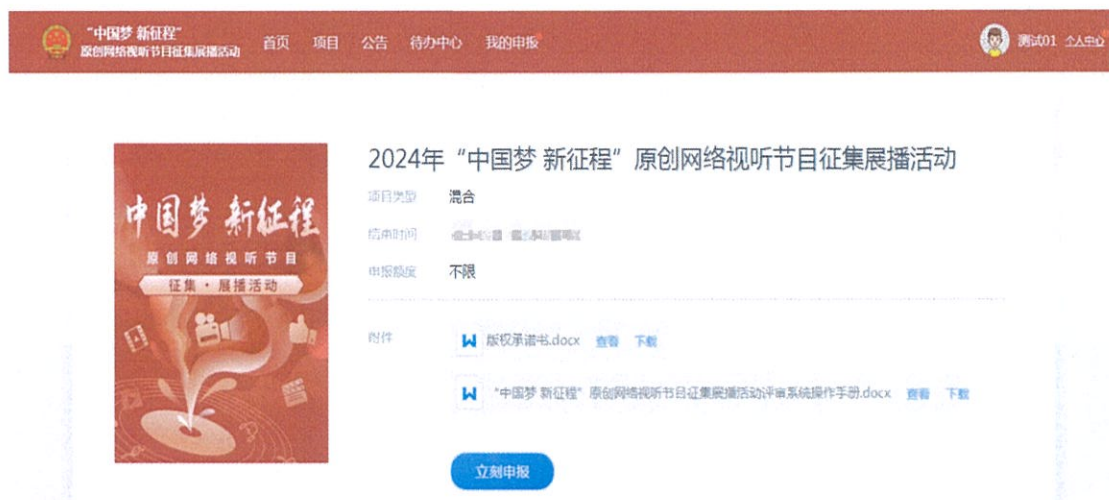 “中国梦 新征程”
原创网络视听节目征集展播活动
首页 项目 公告 待办中心 我的申报
测试01 个人中心
中国梦 新征程
原创网络视听节目
征集·展播活动
2024年“中国梦 新征程”原创网络视听节目征集展播活动
项目类型 混合
结束时间
申报额度 不限
附件 版权承诺书.docx 查看 下载
“中国梦 新征程”原创网络视听节目征集展播活动评审系统操作手册.docx 查看 下载
立刻申报